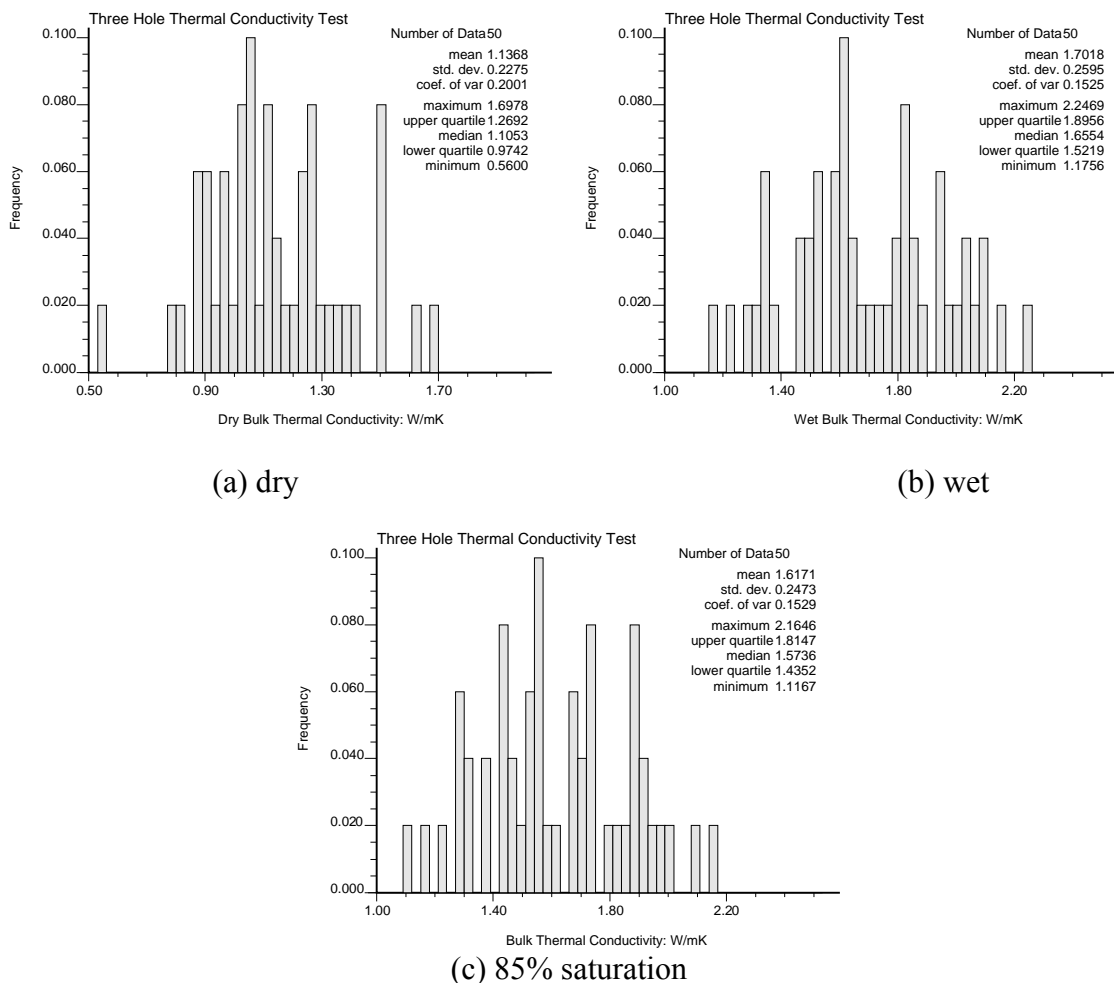 Three Hole Thermal Conductivity Test
Number of Data 50
mean 1.1368
std. dev. 0.2275
coef. of var 0.2001
maximum 1.6978
upper quartile 1.2692
median 1.1053
lower quartile 0.9742
minimum 0.5600
Frequency
0.100
0.080
0.060
0.040
0.020
0.000
0.50 0.90 1.30 1.70
Dry Bulk Thermal Conductivity: W/mK
(a) dry
Three Hole Thermal Conductivity Test
Number of Data 50
mean 1.7018
std. dev. 0.2595
coef. of var 0.1525
maximum 2.2469
upper quartile 1.8956
median 1.6554
lower quartile 1.5219
minimum 1.1756
Frequency
0.100
0.080
0.060
0.040
0.020
0.000
1.00 1.40 1.80 2.20
Wet Bulk Thermal Conductivity: W/mK
(b) wet
Three Hole Thermal Conductivity Test
Number of Data 50
mean 1.6171
std. dev. 0.2473
coef. of var 0.1529
maximum 2.1646
upper quartile 1.8147
median 1.5736
lower quartile 1.4352
minimum 1.1167
Frequency
0.100
0.080
0.060
0.040
0.020
0.000
1.00 1.40 1.80 2.20
Bulk Thermal Conductivity: W/mK
(c) 85% saturation